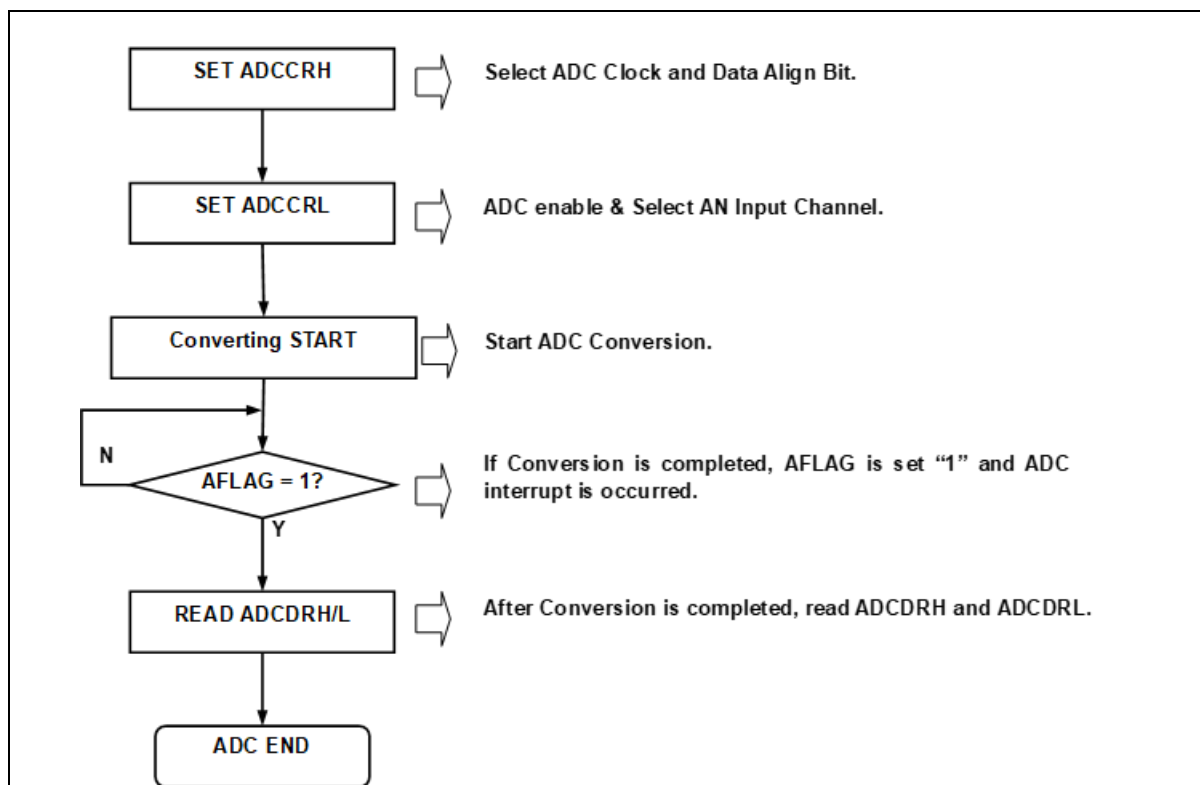 SET ADCCRH
Select ADC Clock and Data Align Bit.
SET ADCCRL
ADC enable & Select AN Input Channel.
Converting START
Start ADC Conversion.
N
AFLAG = 1?
If Conversion is completed, AFLAG is set “1” and ADC
interrupt is occurred.
Y
READ ADCDRH/L
After Conversion is completed, read ADCDRH and ADCDRL.
ADC END